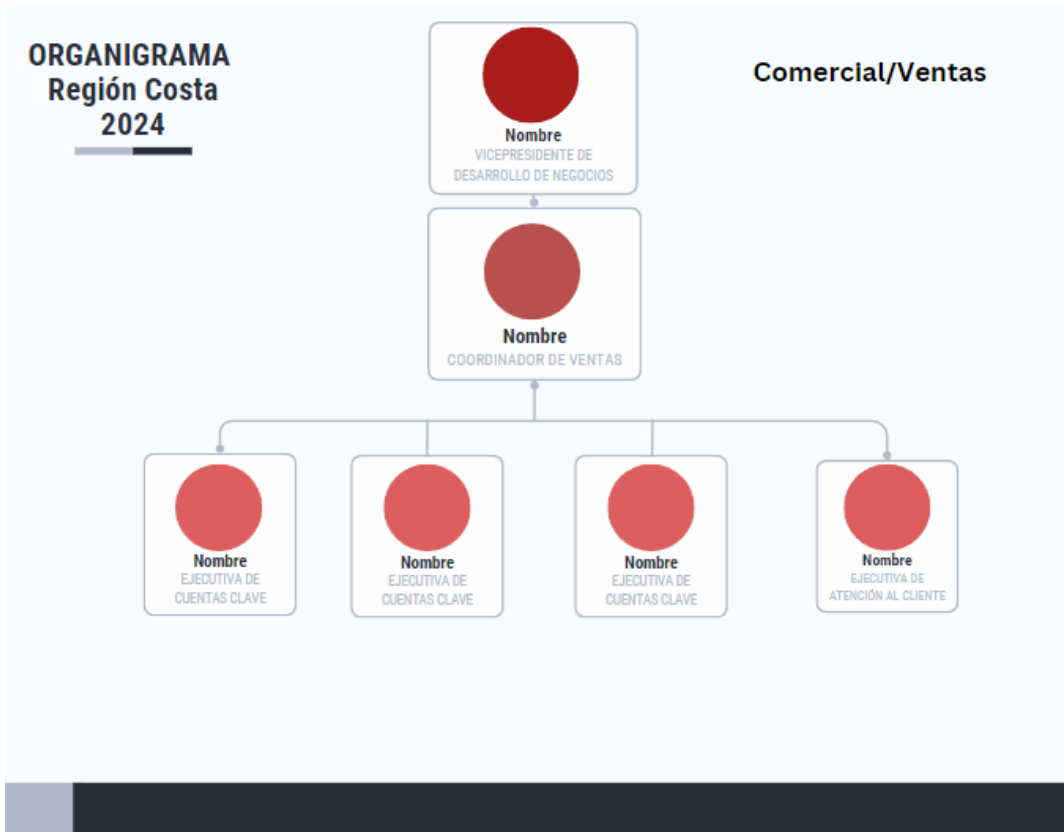 ORGANIGRAMA
Región Costa
2024
Comercial/Ventas
Nombre
VICEPRESIDENTE DE
DESARROLLO DE NEGOCIOS
Nombre
COORDINADOR DE VENTAS
Nombre
EJECUTIVA DE
CUENTAS CLAVE
Nombre
EJECUTIVA DE
CUENTAS CLAVE
Nombre
EJECUTIVA DE
CUENTAS CLAVE
Nombre
EJECUTIVA DE
ATENCIÓN AL CLIENTE